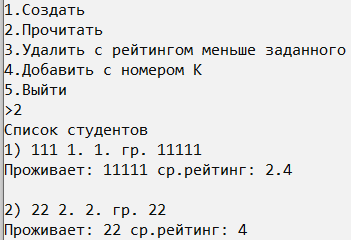 1.Создать
2.Прочитать
3.Удалить с рейтингом меньше заданного
4.Добавить с номером K
5.Выйти
>2
Список студентов
1) 111 1. 1. гр. 11111
Проживает: 11111 ср.рейтинг: 2.4
2) 22 2. 2. гр. 22
Проживает: 22 ср.рейтинг: 4